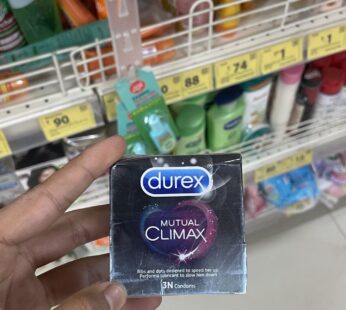 90
88
74
1
1
durex
MUTUAL
CLIMAX
Ribs and dots designed to speed her up
Performa lubricant to slow him down
3N Condoms